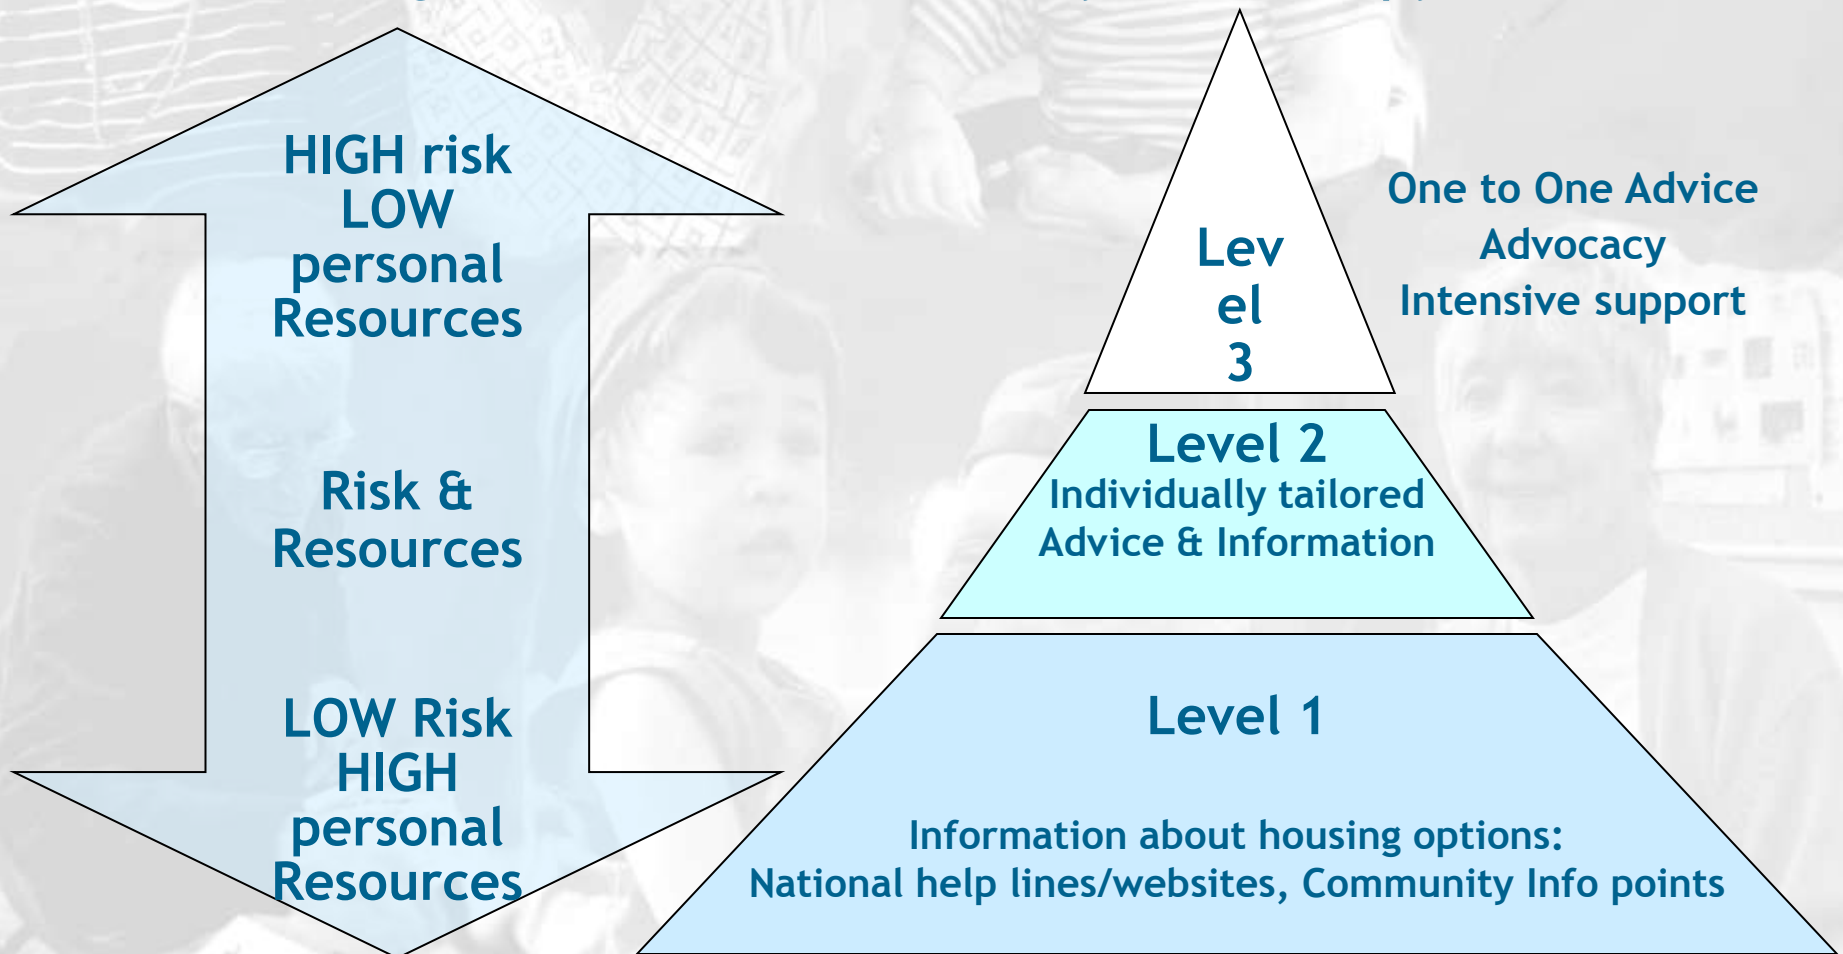 HIGH risk
LOW
personal
Resources
Risk &
Resources
LOW Risk
HIGH
personal
Resources
Lev
el
3
One to One Advice
Advocacy
Intensive support
Level 2
Individually tailored
Advice & Information
Level 1
Information about housing options:
National help lines/websites, Community Info points